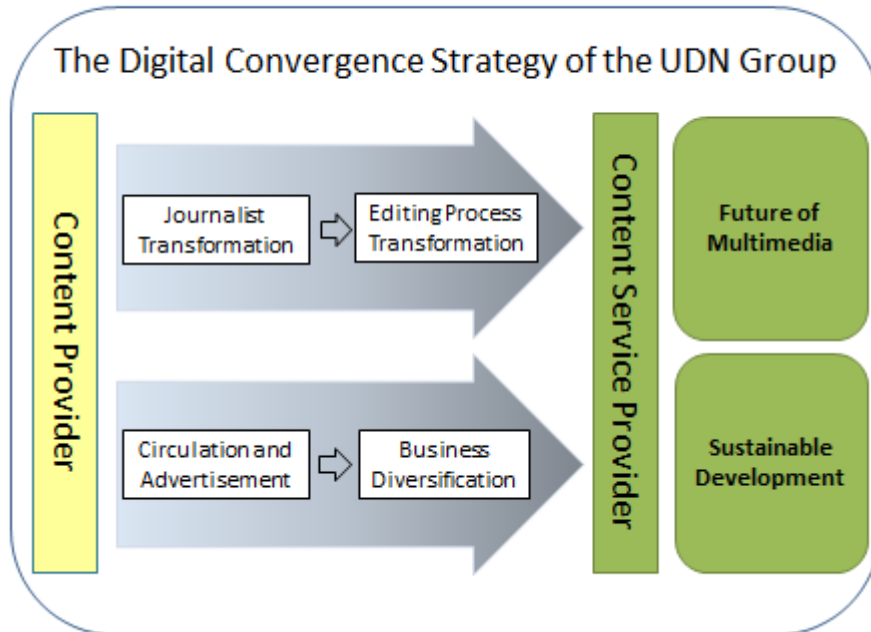 The Digital Convergence Strategy of the UDN Group
Content Provider
Journalist
Transformation
Editing Process
Transformation
Circulation and
Advertisement
Business
Diversification
Content Service Provider
Future of
Multimedia
Sustainable
Development